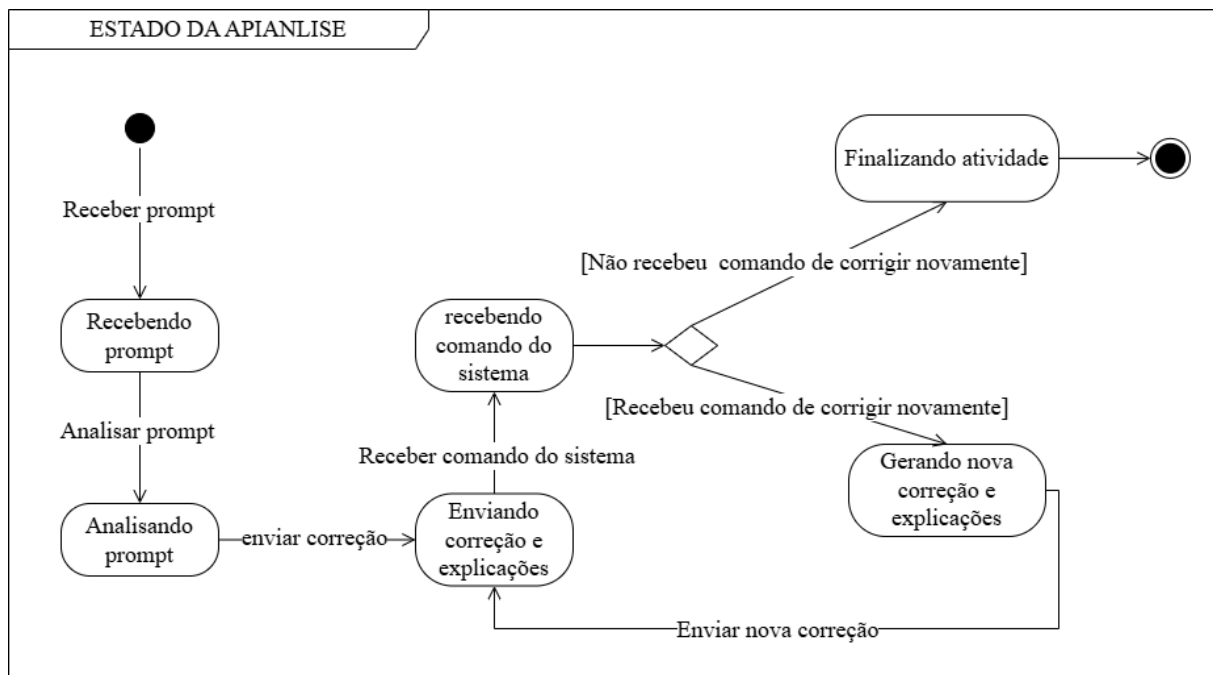 ESTADO DA APIANLISE
Receber prompt
Recebendo
prompt
Analisar prompt
Analisando
prompt
enviar correção
Enviando
correção e
explicações
Receber comando do sistema
recebendo
comando do
sistema
[Não recebeu  comando de corrigir novamente]
Finalizando atividade
[Recebeu comando de corrigir novamente]
Gerando nova
correção e
explicações
Enviar nova correção